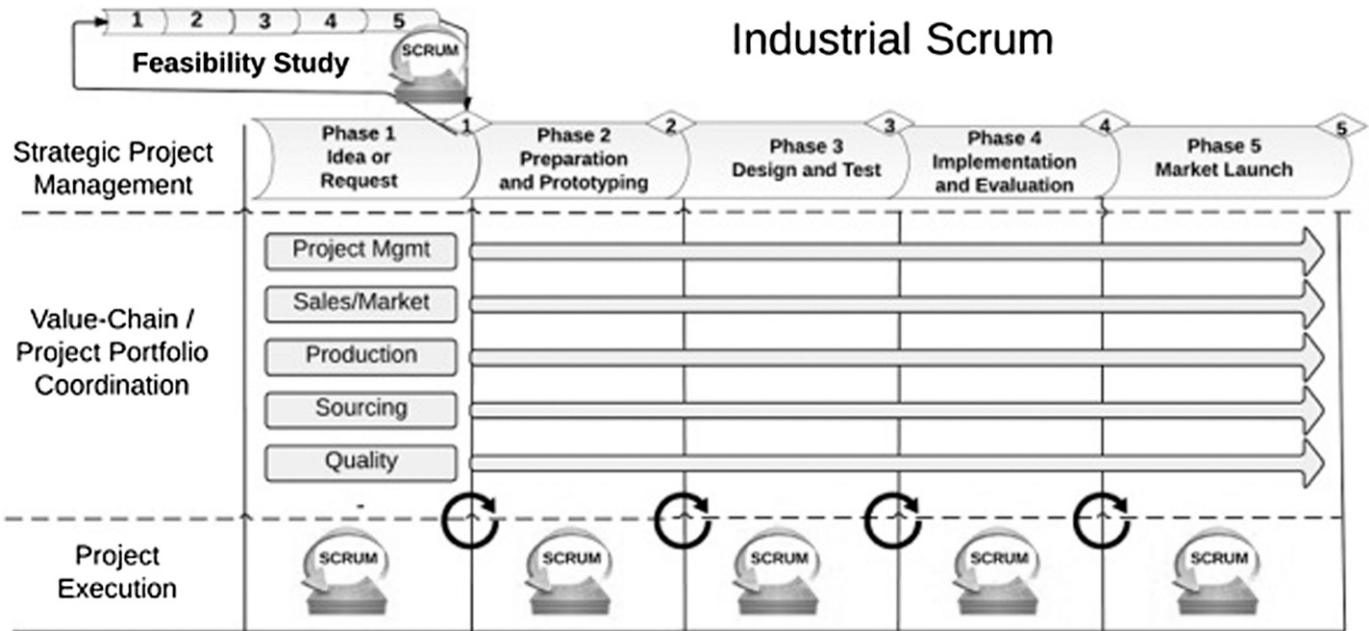 1 2 3 4 5
Industrial Scrum
SCRUM
Feasibility Study
1 2 3 4 5
Strategic Project
Management
Phase 1
Idea or
Request
Phase 2
Preparation
and Prototyping
Phase 3
Design and Test
Phase 4
Implementation
and Evaluation
Phase 5
Market Launch
Value-Chain /
Project Portfolio
Coordination
Project Mgmt
Sales/Market
Production
Sourcing
Quality
-
Project
Execution
SCRUM
SCRUM
SCRUM
SCRUM
SCRUM